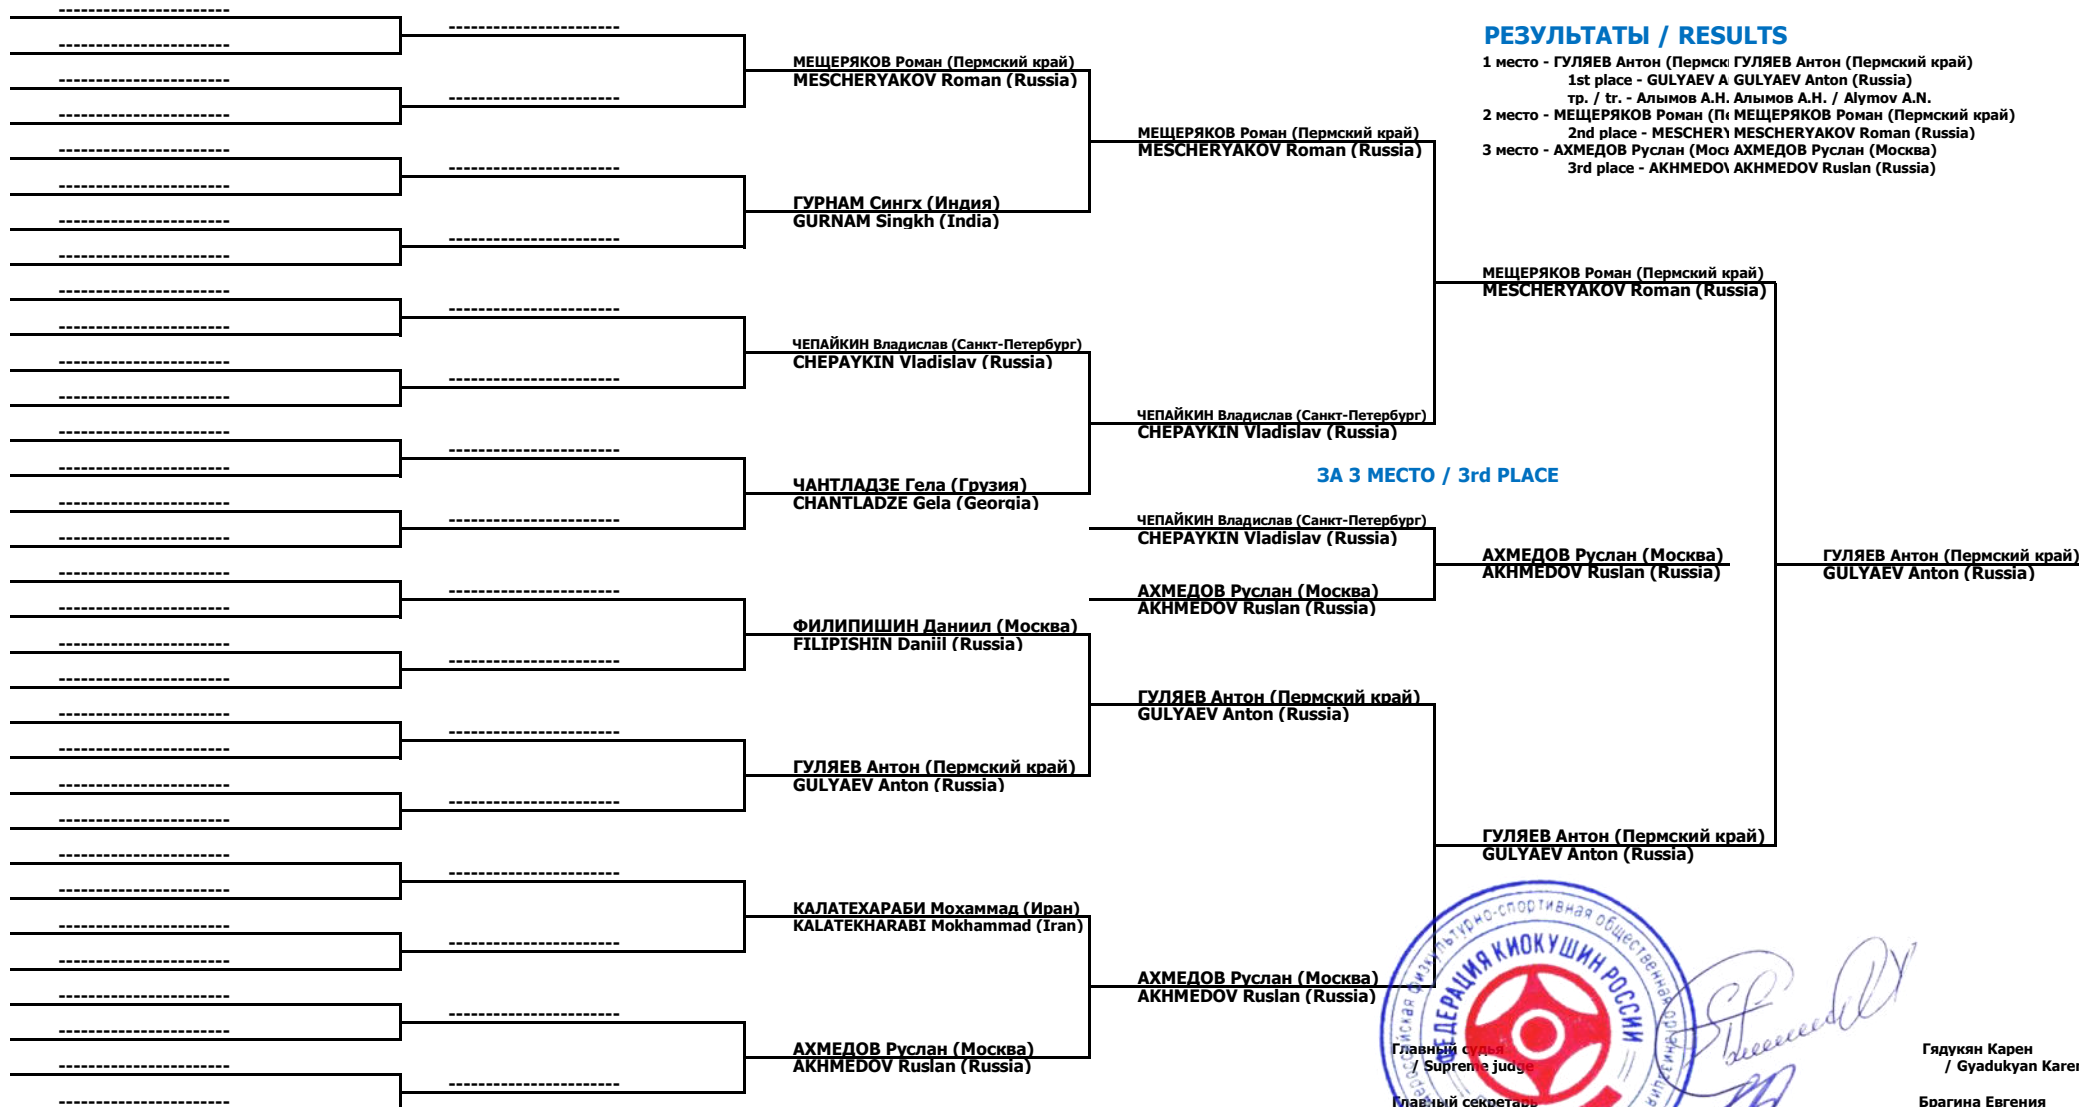 РЕЗУЛЬТАТЫ / RESULTS
1 место - ГУЛЯЕВ Антон (Пермск ГУЛЯЕВ Антон (Пермский край)
1st place - GULYAEV A GULYAEV Anton (Russia)
тр. / tr. - Алымов А.Н. Алымов А.Н. / Alymov A.N.
2 место - МЕЩЕРЯКОВ Роман (Пе МЕЩЕРЯКОВ Роман (Пермский край)
2nd place - MESCHERY MESCHERYAKOV Roman (Russia)
3 место - АХМЕДОВ Руслан (Моск АХМЕДОВ Руслан (Москва)
3rd place - AKHMEDOV AKHMEDOV Ruslan (Russia)
МЕЩЕРЯКОВ Роман (Пермский край)
MESCHERYAKOV Roman (Russia)
ГУРНАМ Сингх (Индия)
GURNAM Singkh (India)
ЧЕПАЙКИН Владислав (Санкт-Петербург)
CHEPAYKIN Vladislav (Russia)
ЧАНТЛАДЗЕ Гела (Грузия)
CHANTLADZE Gela (Georgia)
ФИЛИПИШИН Даниил (Москва)
FILIPISHIN Daniil (Russia)
ГУЛЯЕВ Антон (Пермский край)
GULYAEV Anton (Russia)
КАЛАТЕХАРАБИ Мохаммад (Иран)
KALATEKHARABI Mokhammad (Iran)
АХМЕДОВ Руслан (Москва)
AKHMEDOV Ruslan (Russia)
МЕЩЕРЯКОВ Роман (Пермский край)
MESCHERYAKOV Roman (Russia)
ЧЕПАЙКИН Владислав (Санкт-Петербург)
CHEPAYKIN Vladislav (Russia)
ЗА 3 МЕСТО / 3rd PLACE
ЧЕПАЙКИН Владислав (Санкт-Петербург)
CHEPAYKIN Vladislav (Russia)
АХМЕДОВ Руслан (Москва)
AKHMEDOV Ruslan (Russia)
ГУЛЯЕВ Антон (Пермский край)
GULYAEV Anton (Russia)
АХМЕДОВ Руслан (Москва)
AKHMEDOV Ruslan (Russia)
МЕЩЕРЯКОВ Роман (Пермский край)
MESCHERYAKOV Roman (Russia)
АХМЕДОВ Руслан (Москва)
AKHMEDOV Ruslan (Russia)
ГУЛЯЕВ Антон (Пермский край)
GULYAEV Anton (Russia)
ГУЛЯЕВ Антон (Пермский край)
GULYAEV Anton (Russia)
физкультурно-спортивная общественная организация
ФЕДЕРАЦИЯ КИОКУШИН РОССИИ
Главный судья
/ Supreme judge
Гядукян Карен
/ Gyadukyan Karen
Главный секретарь
Брагина Евгения